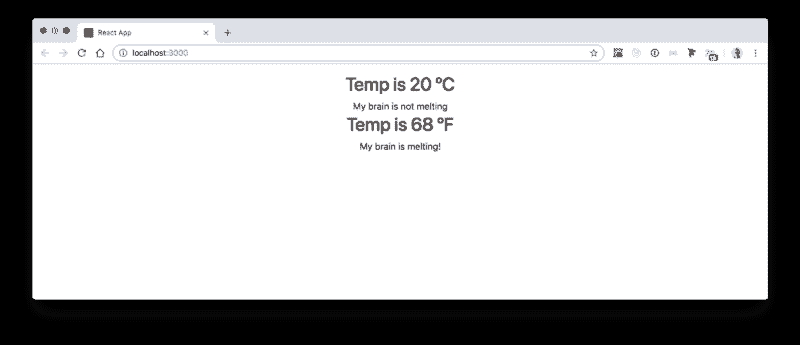 React App
localhost:3000
Temp is 20 °C
My brain is not melting
Temp is 68 °F
My brain is melting!